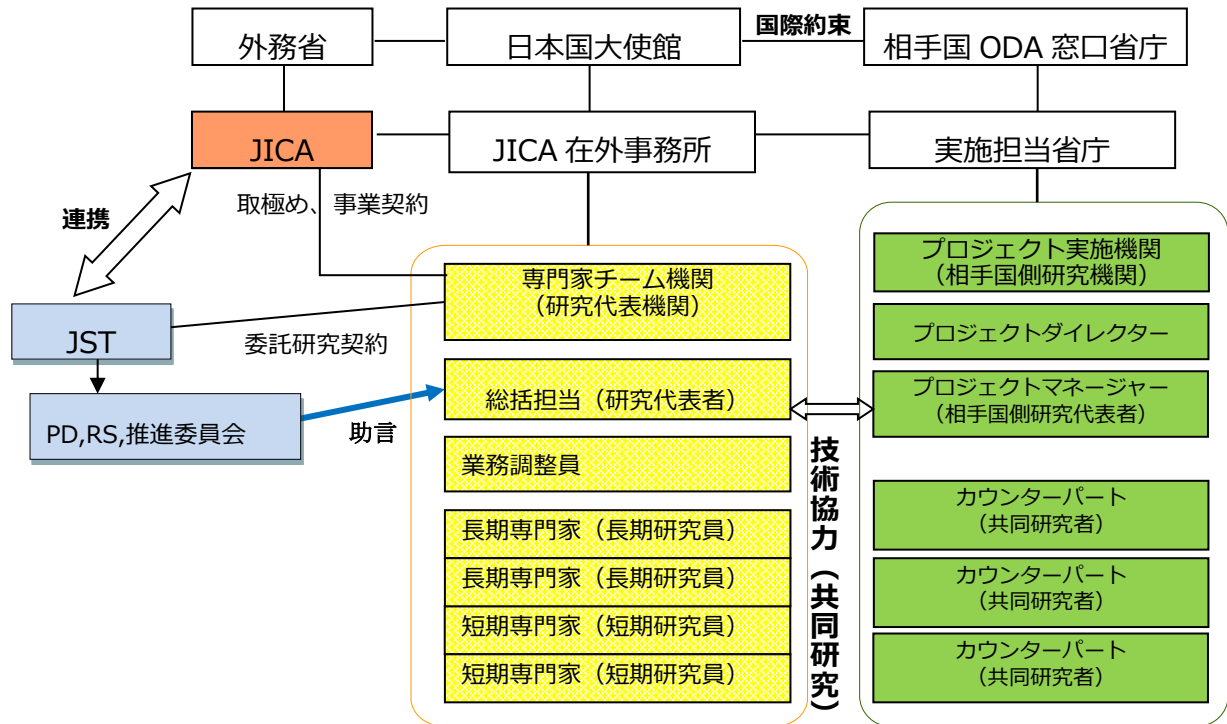 外務省
日本国大使館
国際約束
相手国 ODA 窓口省庁
JICA
JICA 在外事務所
実施担当省庁
連携
取極め、事業契約
専門家チーム機関
（研究代表機関）
プロジェクト実施機関
（相手国側研究機関）
JST
委託研究契約
プロジェクトダイレクター
PD,RS,推進委員会
助言
総括担当（研究代表者）
プロジェクトマネージャー
（相手国側研究代表者）
業務調整員
技術協力（共同研究）
長期専門家（長期研究員）
長期専門家（長期研究員）
短期専門家（短期研究員）
短期専門家（短期研究員）
カウンターパート
（共同研究者）
カウンターパート
（共同研究者）
カウンターパート
（共同研究者）